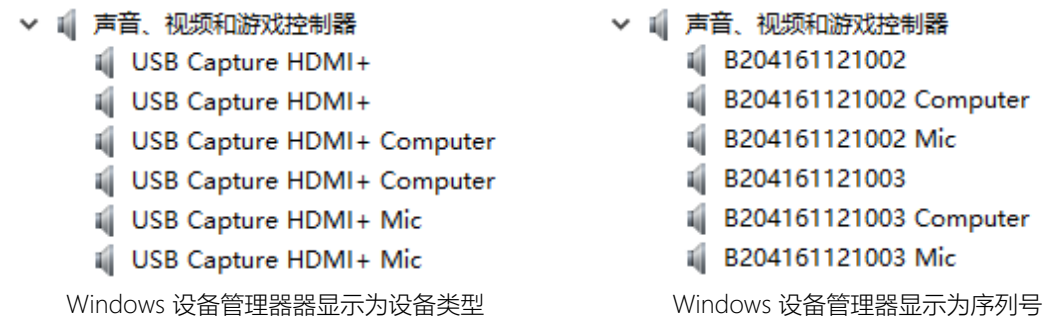 声音、视频和游戏控制器
USB Capture HDMI+
USB Capture HDMI+
USB Capture HDMI+ Computer
USB Capture HDMI+ Computer
USB Capture HDMI+ Mic
USB Capture HDMI+ Mic
Windows 设备管理器器显示为设备类型
声音、视频和游戏控制器
B204161121002
B204161121002 Computer
B204161121002 Mic
B204161121003
B204161121003 Computer
B204161121003 Mic
Windows 设备管理器显示为序列号